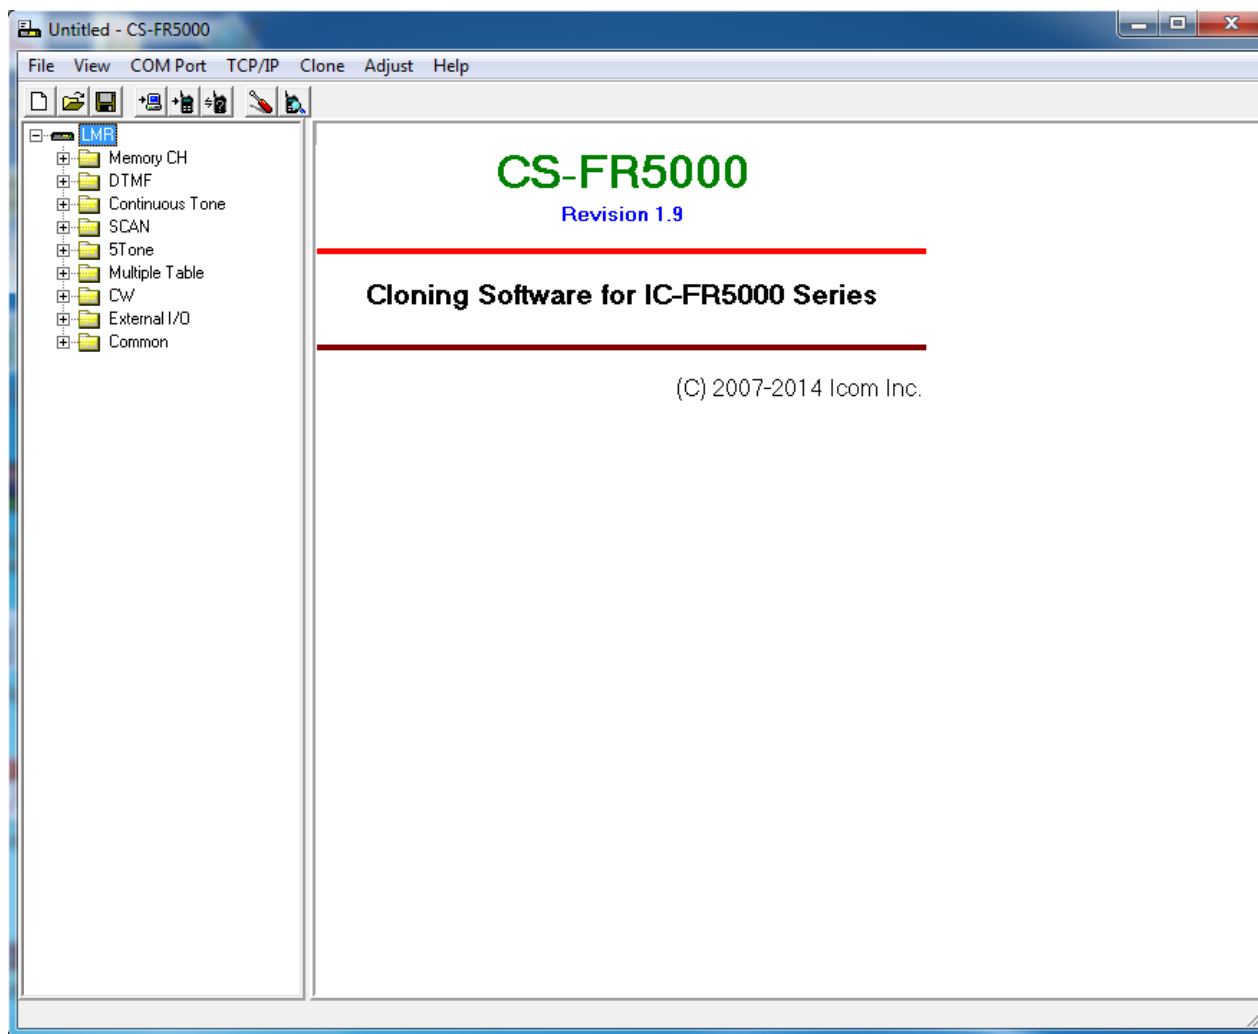 Untitled - CS-FR5000
File View COM Port TCP/IP Clone Adjust Help
LMR
Memory CH
DTMF
Continuous Tone
SCAN
5Tone
Multiple Table
CW
External I/O
Common
CS-FR5000
Revision 1.9
Cloning Software for IC-FR5000 Series
(C) 2007-2014 Icom Inc.